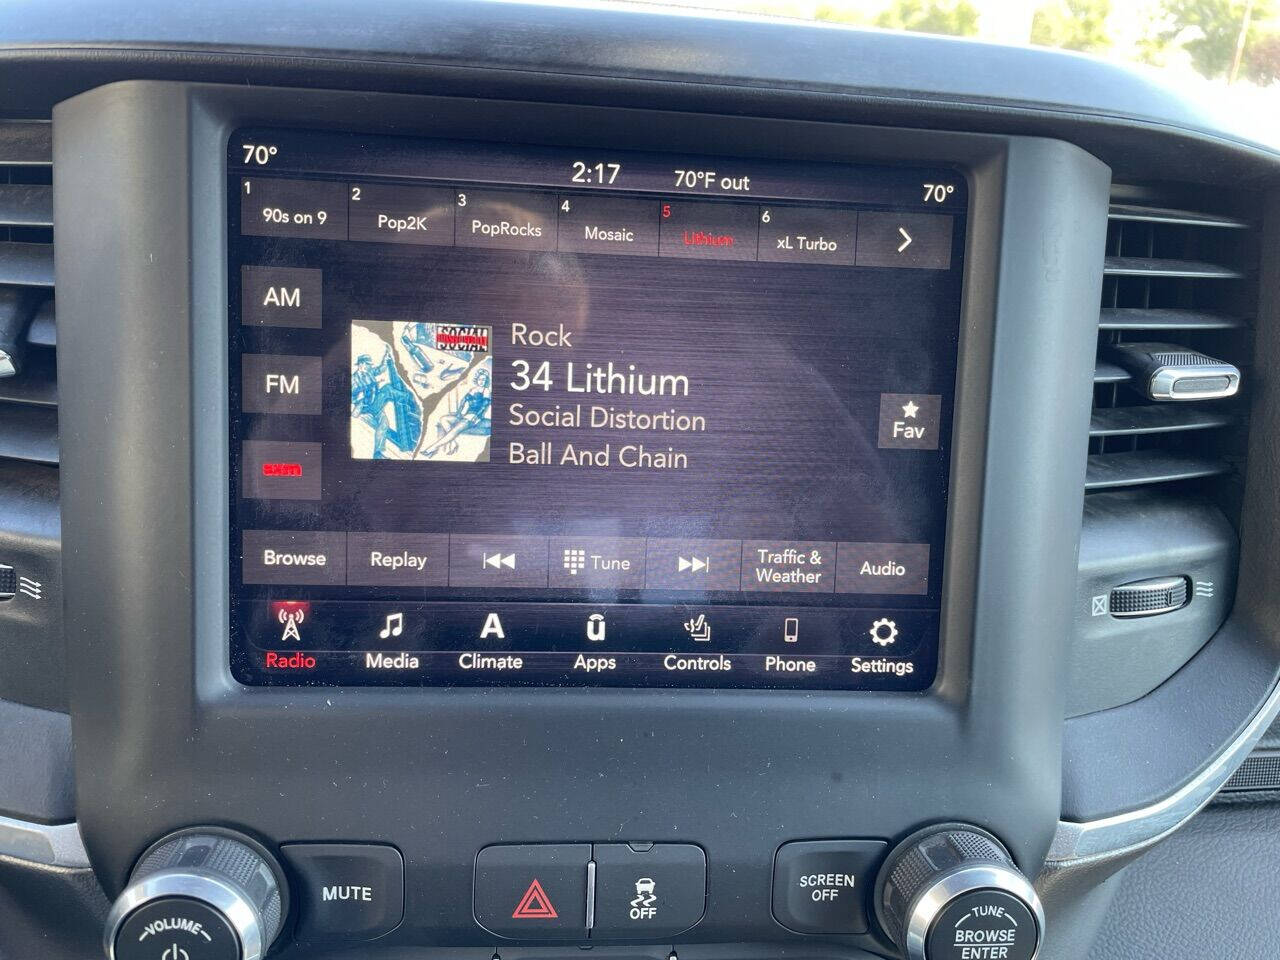 70°
2:17
70°F out
70°
1
90s on 9
2
Pop2K
3
PopRocks
4
Mosaic
5
Lithium
6
xL Turbo
AM
FM
sxm
SOCIAL
Rock
34 Lithium
Social Distortion
Ball And Chain
Fav
Browse
Replay
Tune
Traffic &
Weather
Audio
Radio
Media
Climate
Apps
Controls
Phone
Settings
VOLUME
MUTE
OFF
SCREEN
OFF
TUNE
BROWSE
ENTER